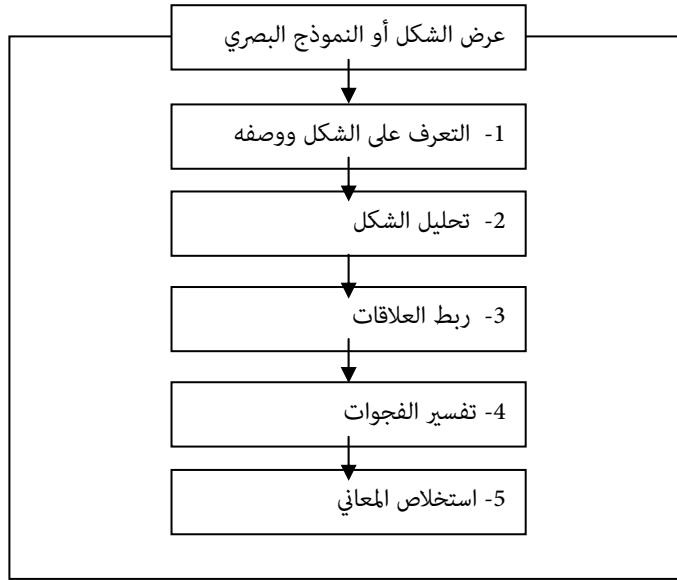 عرض الشكل أو النموذج البصري
1- التعرف على الشكل ووصفه
2- تحليل الشكل
3- ربط العلاقات
4- تفسير الفجوات
5- استخلاص المعاني